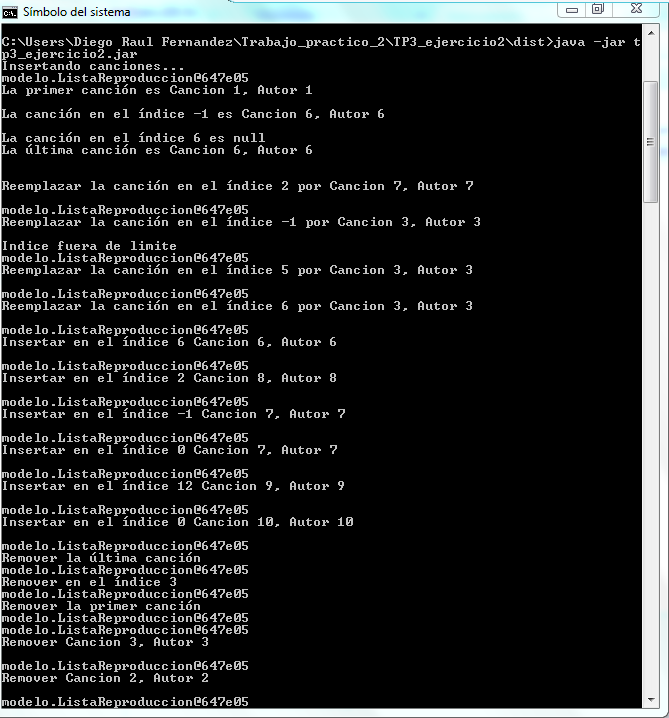 Símbolo del sistema
C:\Users\Diego Raul Fernandez\Trabajo_practico_2\TP3_ejercicio2\dist>java -jar t
p3_ejercicio2.jar
Insertando canciones...
modelo.ListaReproduccion@647e05
La primer canción es Cancion 1, Autor 1
La canción en el índice -1 es Cancion 6, Autor 6
La canción en el índice 6 es null
La última canción es Cancion 6, Autor 6
Reemplazar la canción en el índice 2 por Cancion 7, Autor 7
modelo.ListaReproduccion@647e05
Reemplazar la canción en el índice -1 por Cancion 3, Autor 3
Indice fuera de limite
modelo.ListaReproduccion@647e05
Reemplazar la canción en el índice 5 por Cancion 3, Autor 3
modelo.ListaReproduccion@647e05
Reemplazar la canción en el índice 6 por Cancion 3, Autor 3
modelo.ListaReproduccion@647e05
Insertar en el índice 6 Cancion 6, Autor 6
modelo.ListaReproduccion@647e05
Insertar en el índice 2 Cancion 8, Autor 8
modelo.ListaReproduccion@647e05
Insertar en el índice -1 Cancion 7, Autor 7
modelo.ListaReproduccion@647e05
Insertar en el índice 0 Cancion 7, Autor 7
modelo.ListaReproduccion@647e05
Insertar en el índice 12 Cancion 9, Autor 9
modelo.ListaReproduccion@647e05
Insertar en el índice 0 Cancion 10, Autor 10
modelo.ListaReproduccion@647e05
Remover la última canción
modelo.ListaReproduccion@647e05
Remover en el índice 3
modelo.ListaReproduccion@647e05
Remover la primer canción
modelo.ListaReproduccion@647e05
modelo.ListaReproduccion@647e05
Remover Cancion 3, Autor 3
modelo.ListaReproduccion@647e05
Remover Cancion 2, Autor 2
modelo.ListaReproduccion@647e05